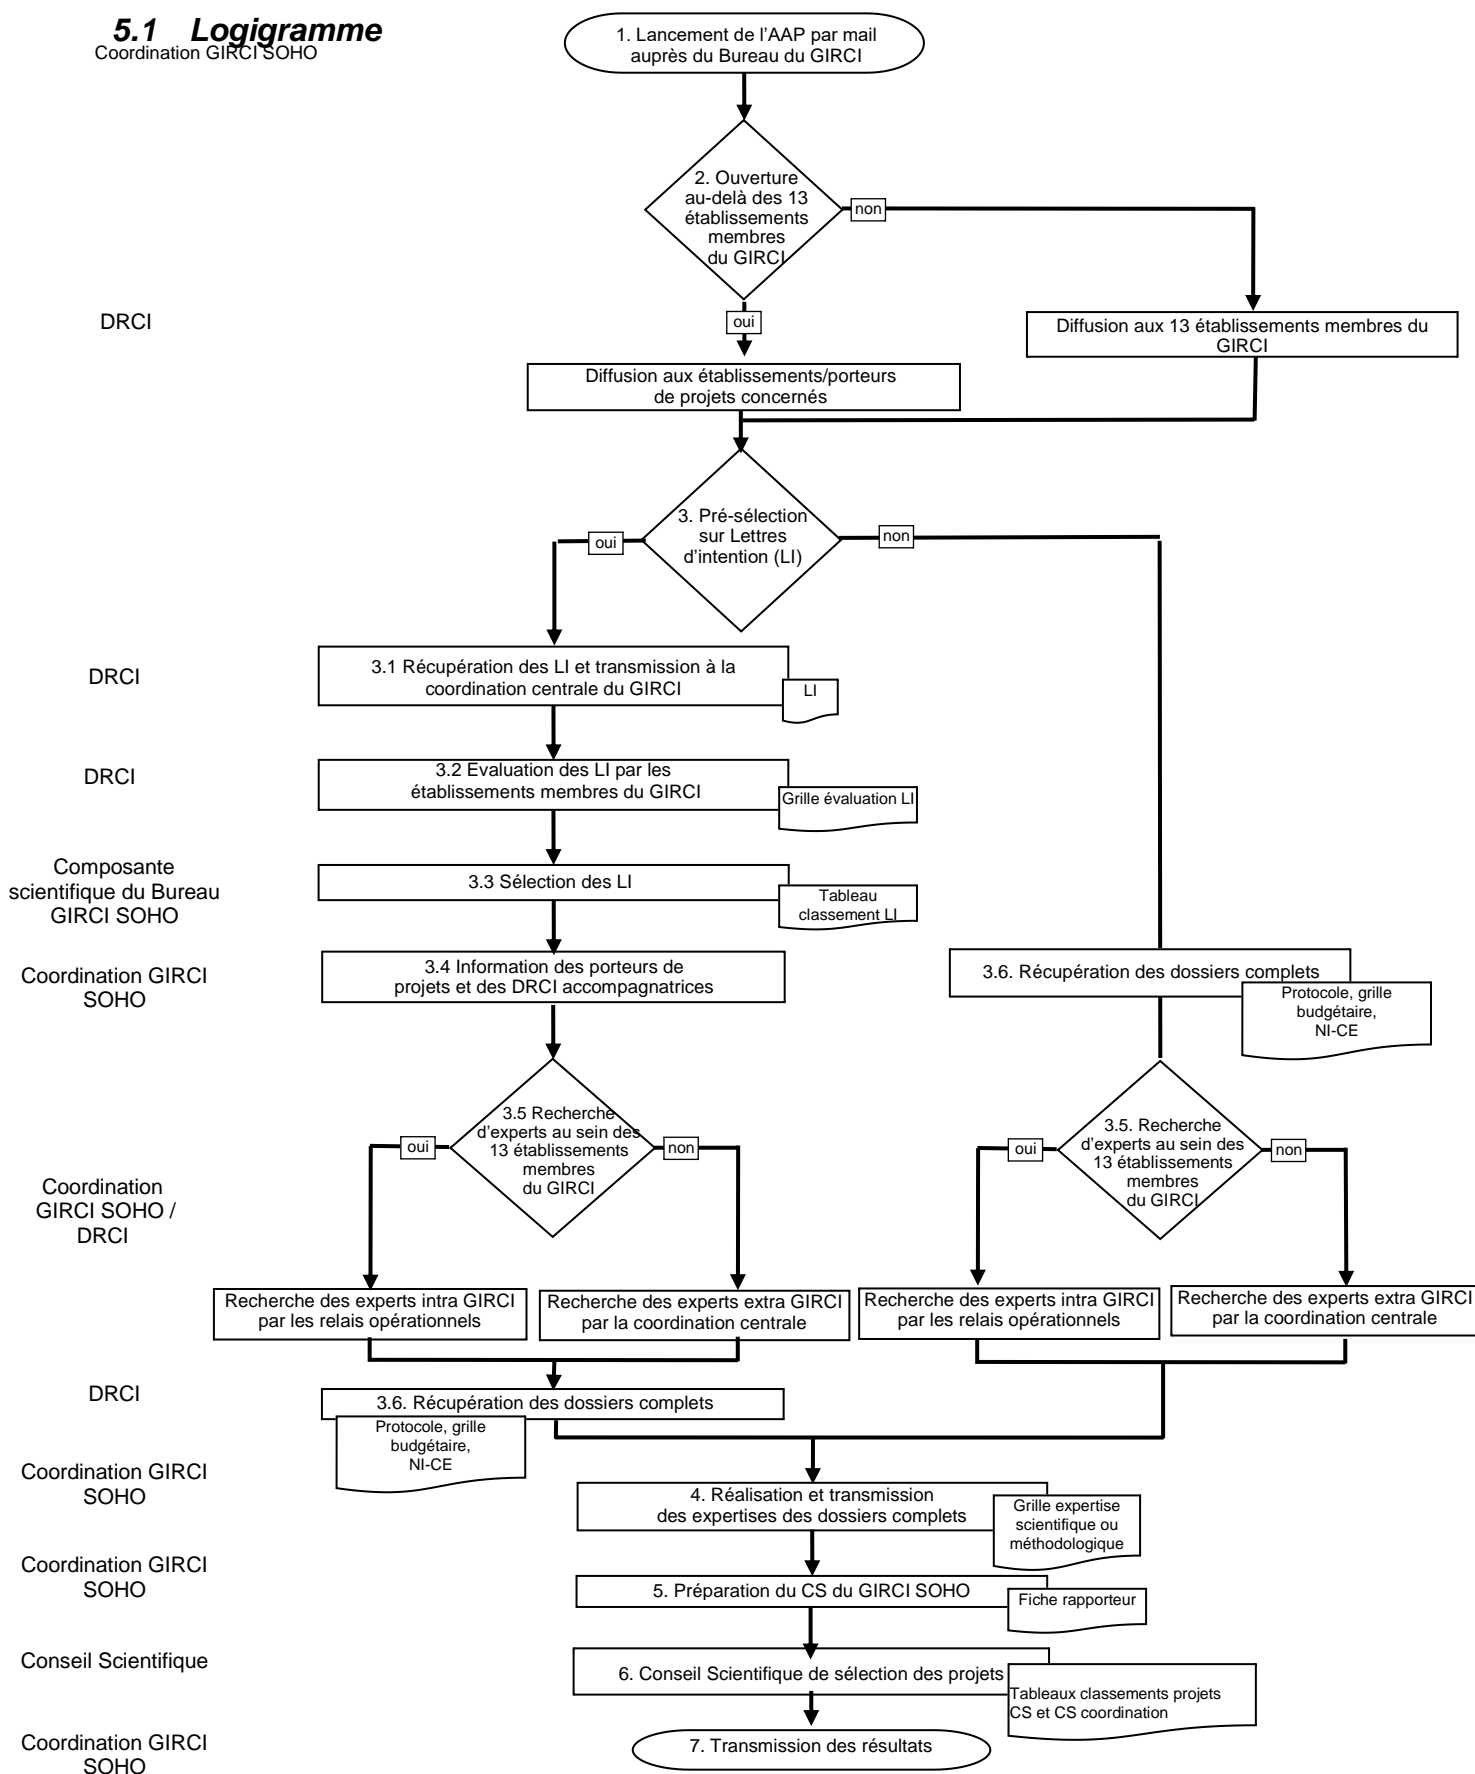 5.1 Logigramme
Coordination GIRCI SOHO
1. Lancement de l'AAP par mail
auprès du Bureau du GIRCI
2. Ouverture
au-delà des 13
établissements
membres
du GIRCI
non
oui
DRCI
Diffusion aux 13 établissements membres du
GIRCI
Diffusion aux établissements/porteurs
de projets concernés
3. Pré-sélection
sur Lettres
d'intention (LI)
oui
non
DRCI
3.1 Récupération des LI et transmission à la
coordination centrale du GIRCI
LI
DRCI
3.2 Evaluation des LI par les
établissements membres du GIRCI
Grille évaluation LI
Composante
scientifique du Bureau
GIRCI SOHO
3.3 Sélection des LI
Tableau
classement LI
Coordination GIRCI
SOHO
3.4 Information des porteurs de
projets et des DRCI accompagnatrices
3.6. Récupération des dossiers complets
Protocole, grille
budgétaire,
NI-CE
Coordination
GIRCI SOHO /
DRCI
3.5 Recherche
d'experts au sein des
13 établissements
membres
du GIRCI
oui
non
3.5. Recherche
d'experts au sein des
13 établissements
membres
du GIRCI
oui
non
Recherche des experts intra GIRCI
par les relais opérationnels
Recherche des experts extra GIRCI
par la coordination centrale
Recherche des experts intra GIRCI
par les relais opérationnels
Recherche des experts extra GIRCI
par la coordination centrale
DRCI
3.6. Récupération des dossiers complets
Protocole, grille
budgétaire,
NI-CE
Coordination GIRCI
SOHO
4. Réalisation et transmission
des expertises des dossiers complets
Grille expertise
scientifique ou
méthodologique
Coordination GIRCI
SOHO
5. Préparation du CS du GIRCI SOHO
Fiche rapporteur
Conseil Scientifique
6. Conseil Scientifique de sélection des projets
Tableaux classements projets
CS et CS coordination
Coordination GIRCI
SOHO
7. Transmission des résultats